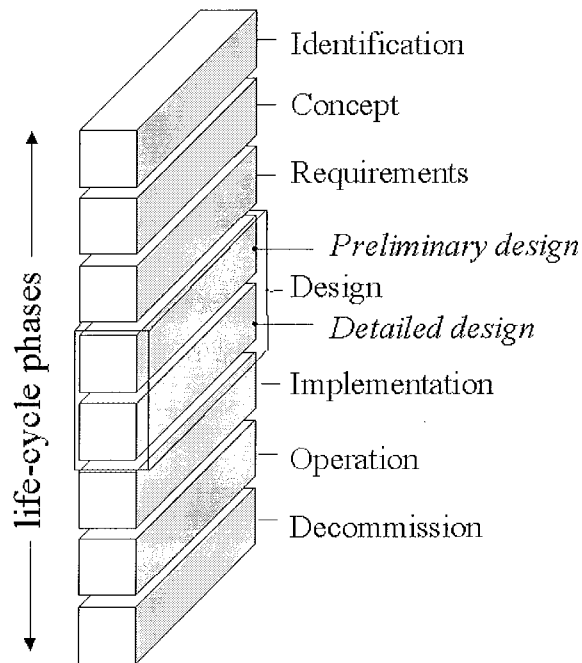 Identification
Concept
Requirements
Preliminary design
Design
Detailed design
Implementation
Operation
Decommission
life-cycle phases